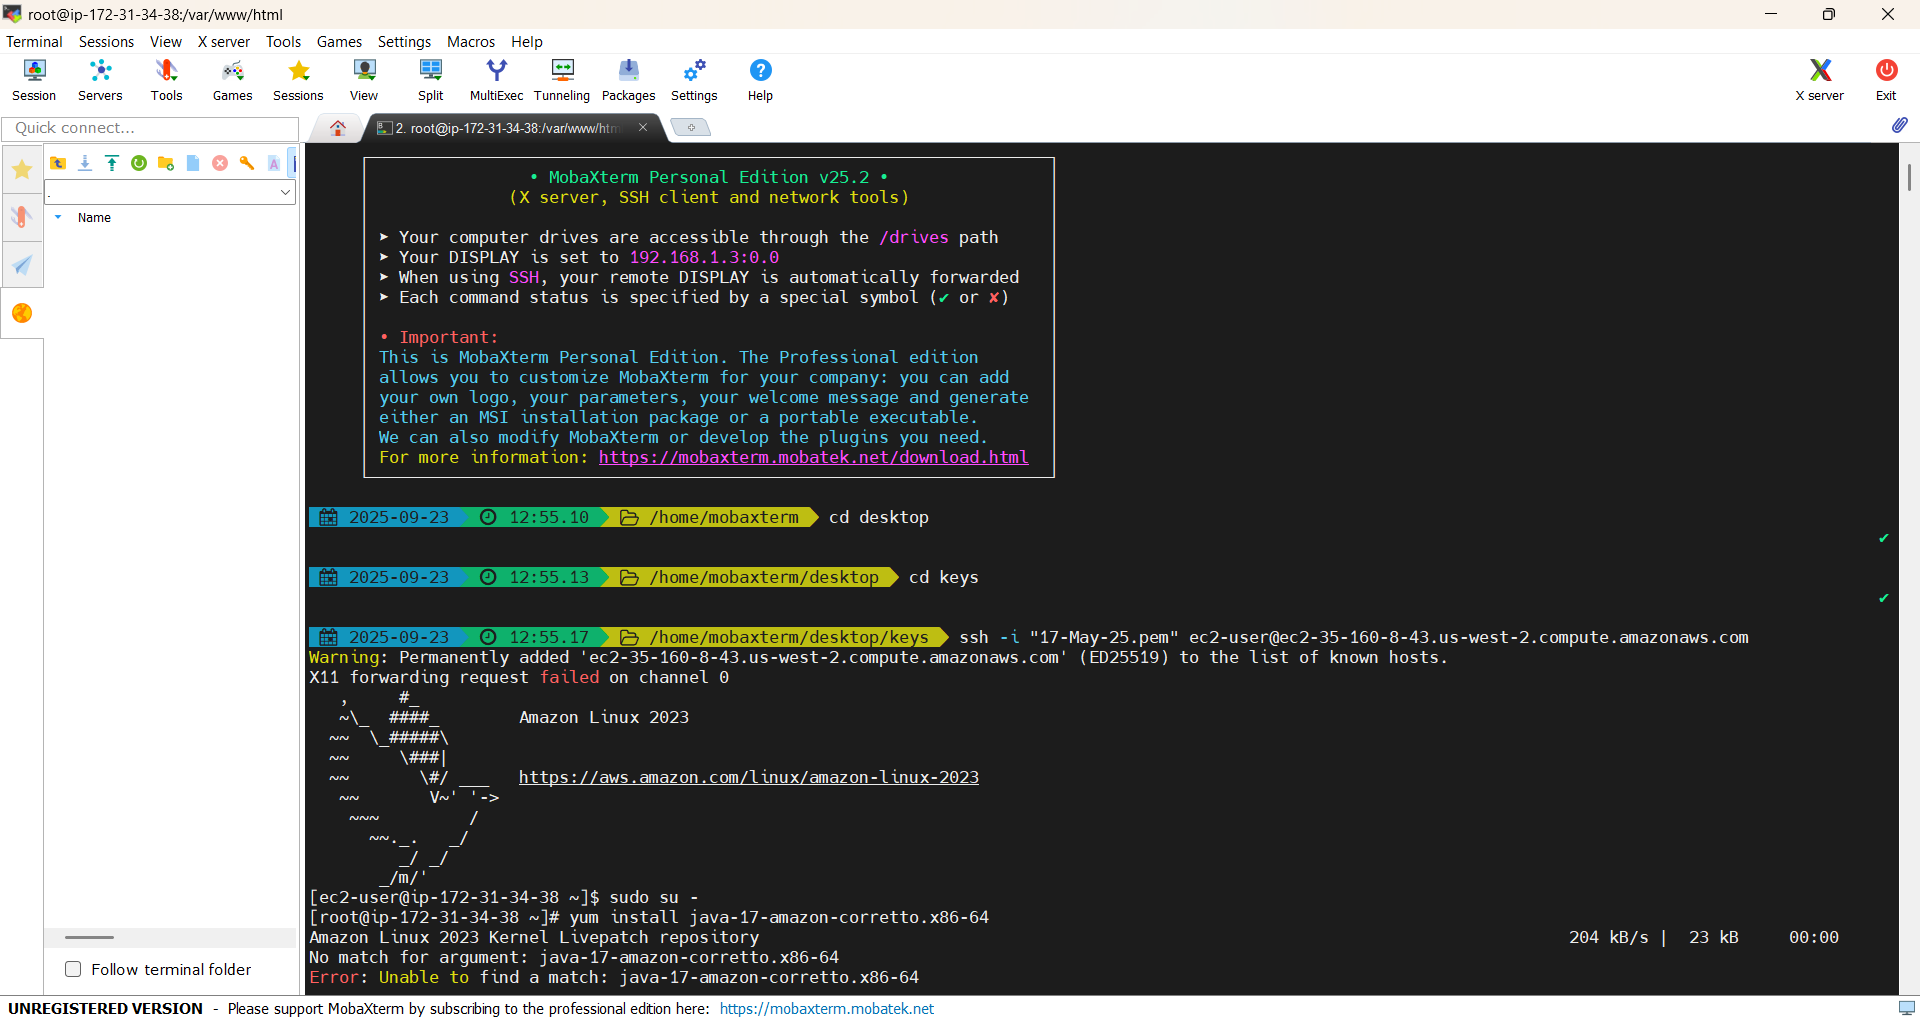 root@ip-172-31-34-38:/var/www/html
Terminal Sessions View X server Tools Games Settings Macros Help
Session Servers Tools Games Sessions View Split MultiExec Tunneling Packages Settings Help X server Exit
Quick connect...
2. root@ip-172-31-34-38:/var/www/htm
.
Name
• MobaXterm Personal Edition v25.2 •
(X server, SSH client and network tools)
➤ Your computer drives are accessible through the /drives path
➤ Your DISPLAY is set to 192.168.1.3:0.0
➤ When using SSH, your remote DISPLAY is automatically forwarded
➤ Each command status is specified by a special symbol (✔ or ✘)
• Important:
This is MobaXterm Personal Edition. The Professional edition
allows you to customize MobaXterm for your company: you can add
your own logo, your parameters, your welcome message and generate
either an MSI installation package or a portable executable.
We can also modify MobaXterm or develop the plugins you need.
For more information: https://mobaxterm.mobatek.net/download.html
2025-09-23 12:55.10 /home/mobaxterm cd desktop
✔
2025-09-23 12:55.13 /home/mobaxterm/desktop cd keys
✔
2025-09-23 12:55.17 /home/mobaxterm/desktop/keys ssh -i "17-May-25.pem" ec2-user@ec2-35-160-8-43.us-west-2.compute.amazonaws.com
Warning: Permanently added 'ec2-35-160-8-43.us-west-2.compute.amazonaws.com' (ED25519) to the list of known hosts.
X11 forwarding request failed on channel 0
   ,     #_
   ~\_  ####_        Amazon Linux 2023
  ~~  \_#####\
  ~~     \###|
  ~~       \#/ ___   https://aws.amazon.com/linux/amazon-linux-2023
   ~~       V~' '->
    ~~~         /
      ~~._.   _/
         _/ _/
       _/m/'
[ec2-user@ip-172-31-34-38 ~]$ sudo su -
[root@ip-172-31-34-38 ~]# yum install java-17-amazon-corretto.x86-64
Amazon Linux 2023 Kernel Livepatch repository 204 kB/s | 23 kB 00:00
No match for argument: java-17-amazon-corretto.x86-64
Error: Unable to find a match: java-17-amazon-corretto.x86-64
Follow terminal folder
UNREGISTERED VERSION - Please support MobaXterm by subscribing to the professional edition here: https://mobaxterm.mobatek.net